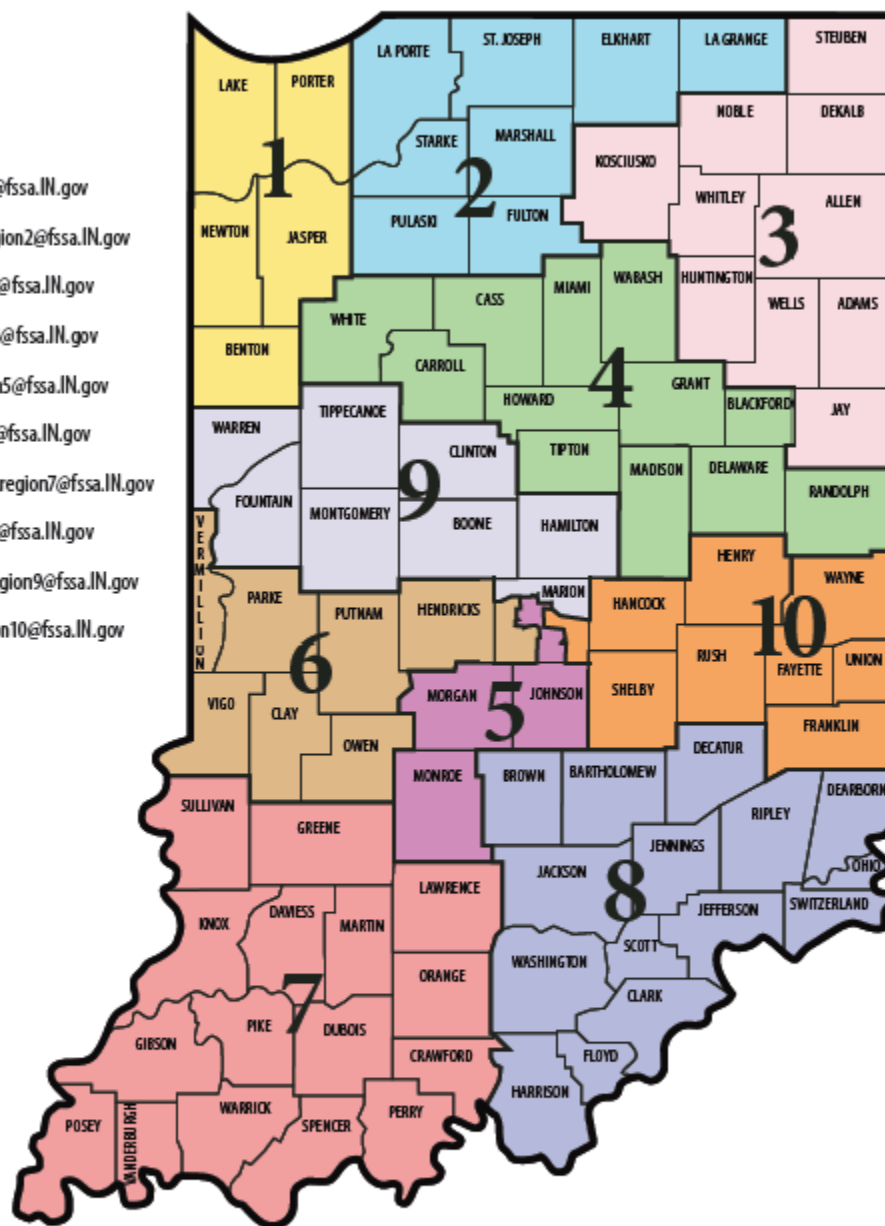 @fssa.IN.gov
ion2@fssa.IN.gov
@fssa.IN.gov
@fssa.IN.gov
5@fssa.IN.gov
@fssa.IN.gov
region7@fssa.IN.gov
@fssa.IN.gov
gion9@fssa.IN.gov
n10@fssa.IN.gov
LAKE
PORTER
1
NEWTON
JASPER
BENTON
LA PORTE
ST. JOSEPH
ELKHART
LA GRANGE
STARKE
MARSHALL
2
PULASKI
FULTON
STEUBEN
NOBLE
DEKALB
KOSCIUSKO
WHITLEY
ALLEN
3
HUNTINGTON
WELLS
ADAMS
JAY
WHITE
CASS
MIAMI
WABASH
CARROLL
4
GRANT
HOWARD
BLACKFORD
TIPTON
MADISON
DELAWARE
RANDOLPH
WARREN
TIPPECANOE
CLINTON
9
FOUNTAIN
MONTGOMERY
BOONE
HAMILTON
MARION
VERMILLION
PARKE
PUTNAM
HENDRICKS
6
VIGO
CLAY
OWEN
MORGAN
5
JOHNSON
MONROE
HENRY
WAYNE
HANCOCK
10
RUSH
FAYETTE
UNION
SHELBY
FRANKLIN
DECATUR
BROWN
BARTHOLOMEW
DEARBORN
RIPLEY
JENNINGS
JACKSON
8
OHIO
JEFFERSON
SWITZERLAND
SCOTT
WASHINGTON
CLARK
FLOYD
HARRISON
SULLIVAN
GREENE
LAWRENCE
KNOX
DAVIESS
MARTIN
7
ORANGE
PIKE
DUBOIS
GIBSON
CRAWFORD
WARRICK
PERRY
SPENCER
POSEY
VANDERBURGH